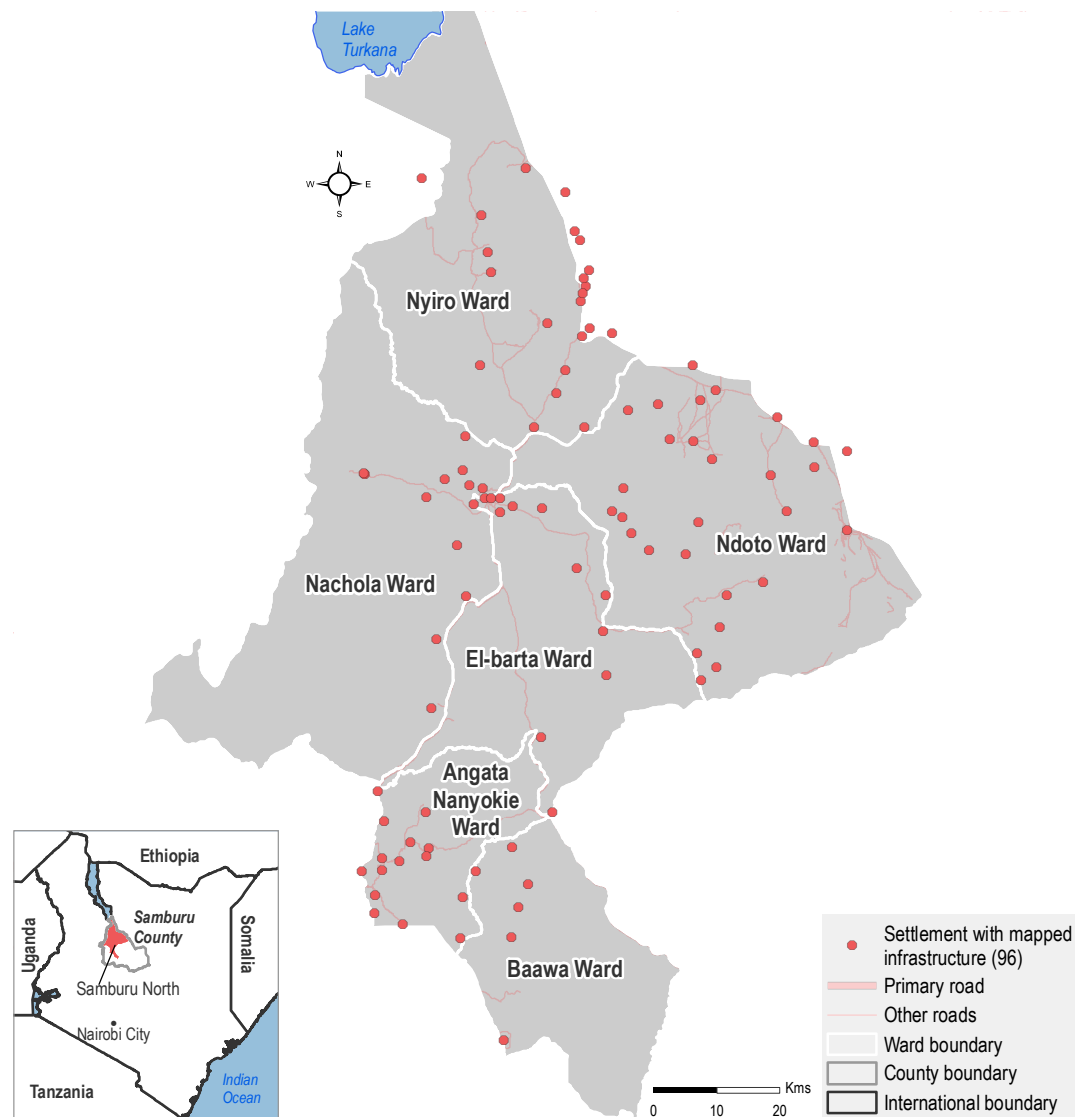 Lake
Turkana
N
W
E
S
Nyiro Ward
Ndoto Ward
Nachola Ward
El-barta Ward
Angata
Nanyokie
Ward
Baawa Ward
Ethiopia
Uganda
Samburu
County
Somalia
Samburu North
Nairobi City
Tanzania
Indian
Ocean
Settlement with mapped
infrastructure (96)
Primary road
Other roads
Ward boundary
County boundary
International boundary
Kms
0 10 20